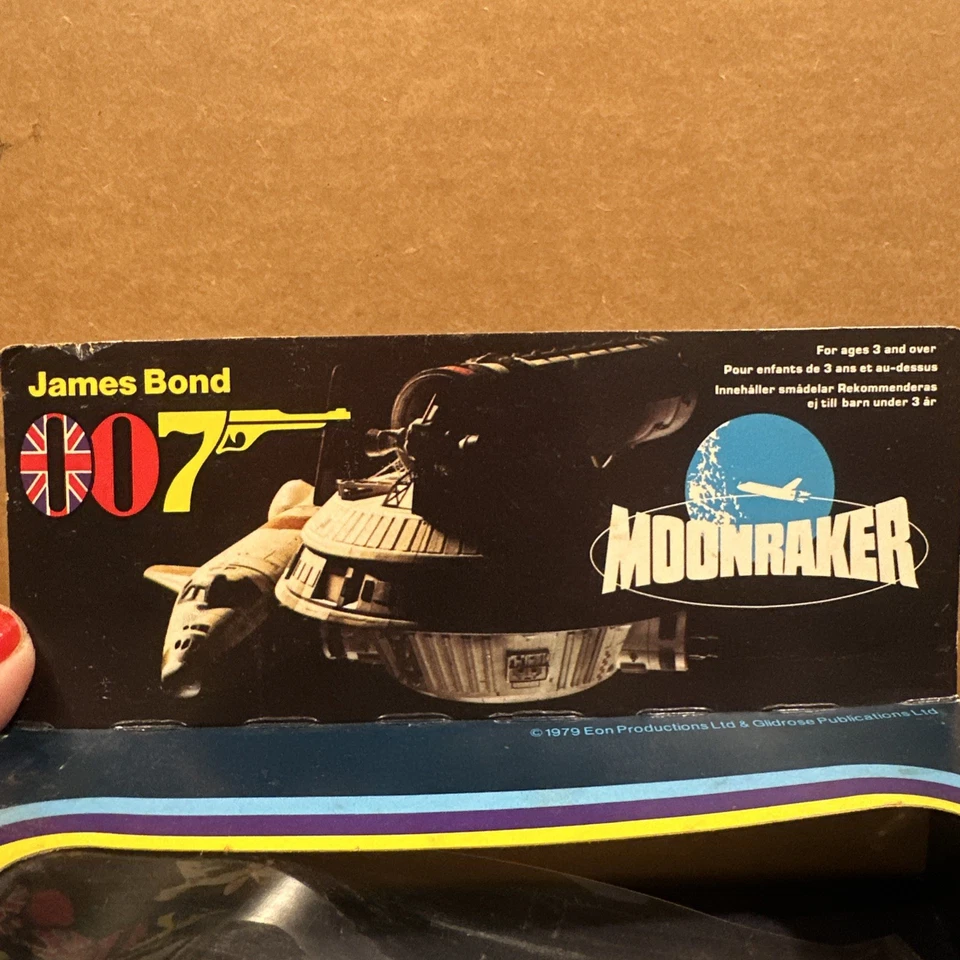 James Bond
007
For ages 3 and over
Pour enfants de 3 ans et au-dessus
Innehåller smådelar Rekommenderas
ej till barn under 3 år
MOONRAKER
© 1979 Eon Productions Ltd & Glidrose Publications Ltd.